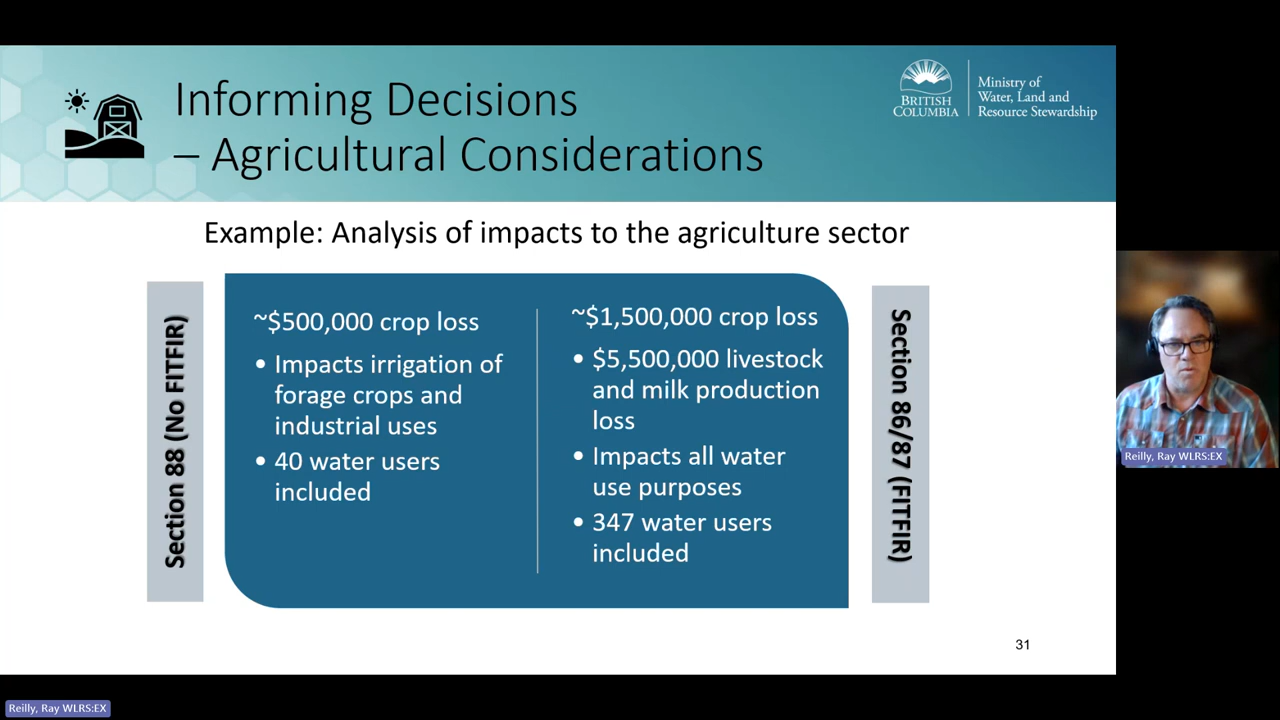 Informing Decisions
– Agricultural Considerations
BRITISH
COLUMBIA
Ministry of
Water, Land and
Resource Stewardship
Example: Analysis of impacts to the agriculture sector
Section 88 (No FITFIR)
~$500,000 crop loss
• Impacts irrigation of
forage crops and
industrial uses
• 40 water users
included
~$1,500,000 crop loss
• $5,500,000 livestock
and milk production
loss
• Impacts all water
use purposes
• 347 water users
included
Section 86/87 (FITFIR)
31
Reilly, Ray WLRS:EX
Reilly, Ray WLRS:EX